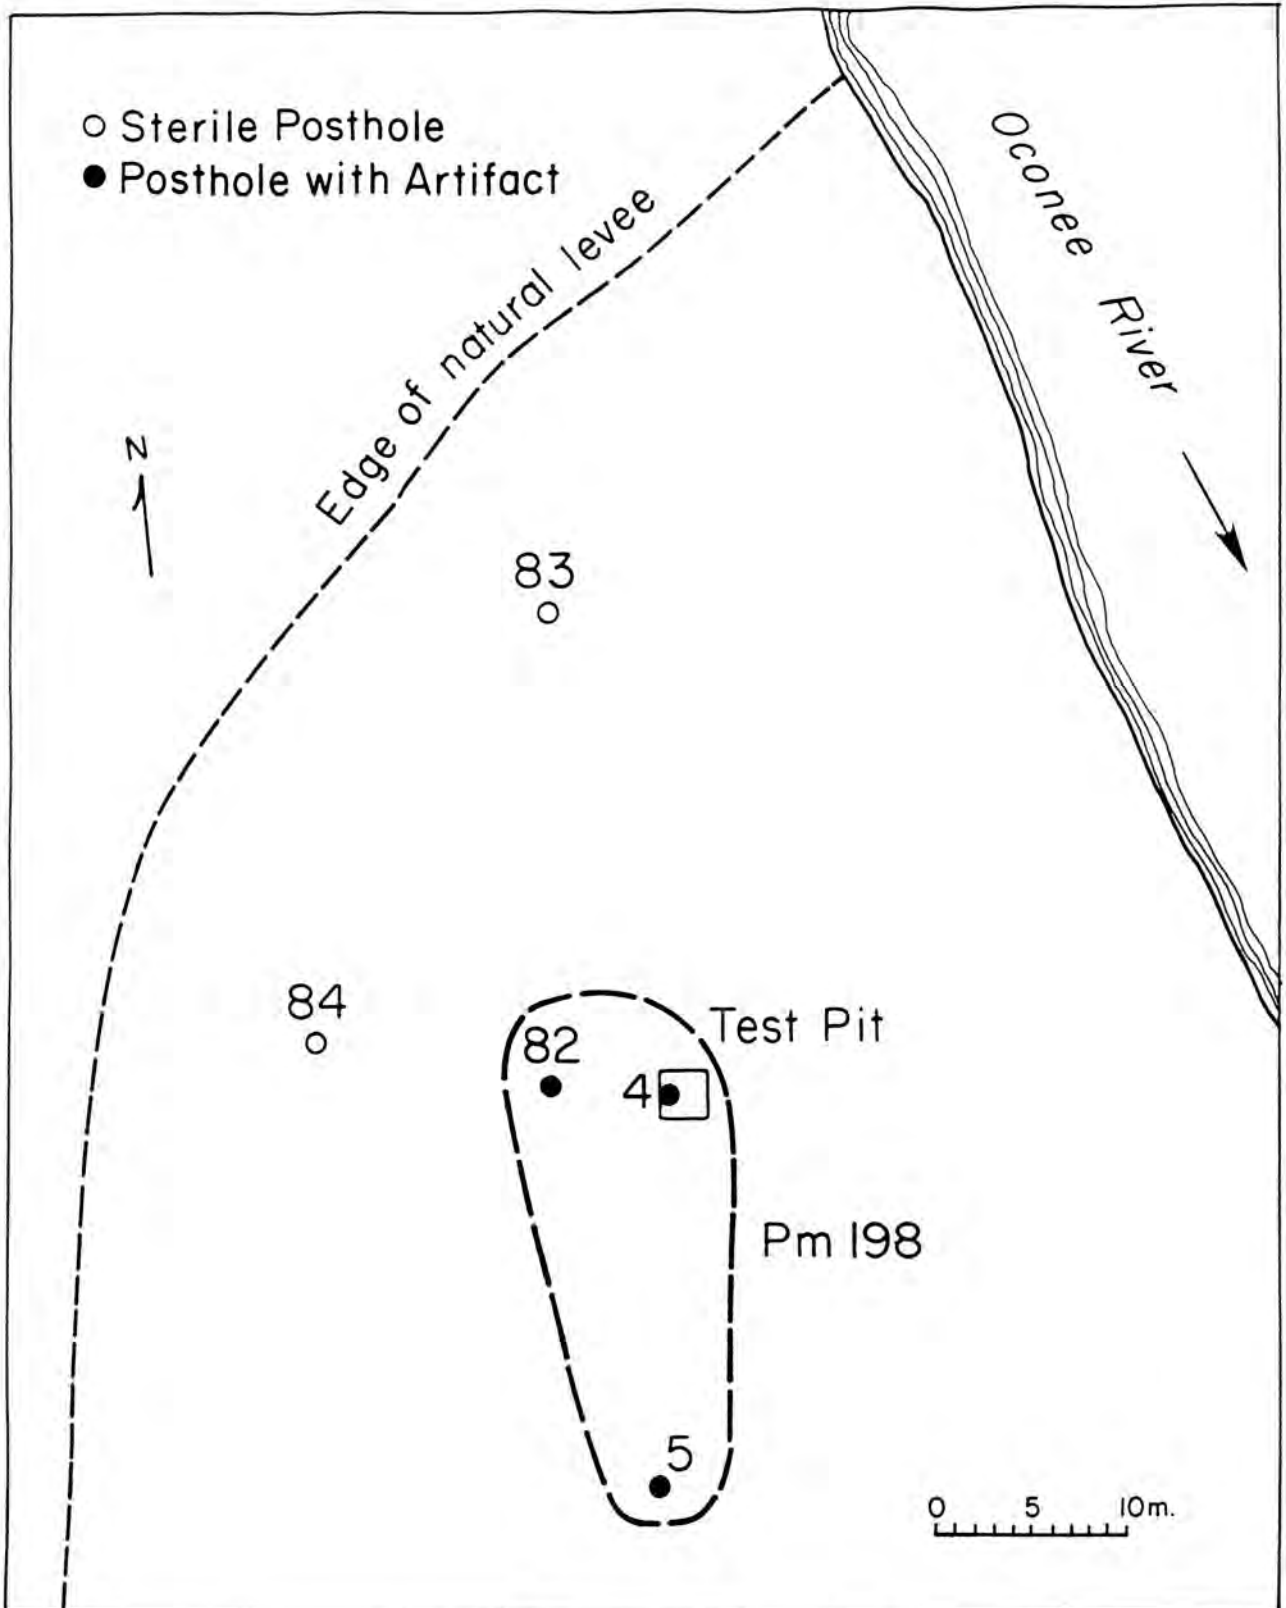 ○ Sterile Posthole
● Posthole with Artifact
Oconee River
Edge of natural levee
N
83
84
82
Test Pit
4
Pm 198
5
0 5 10m.